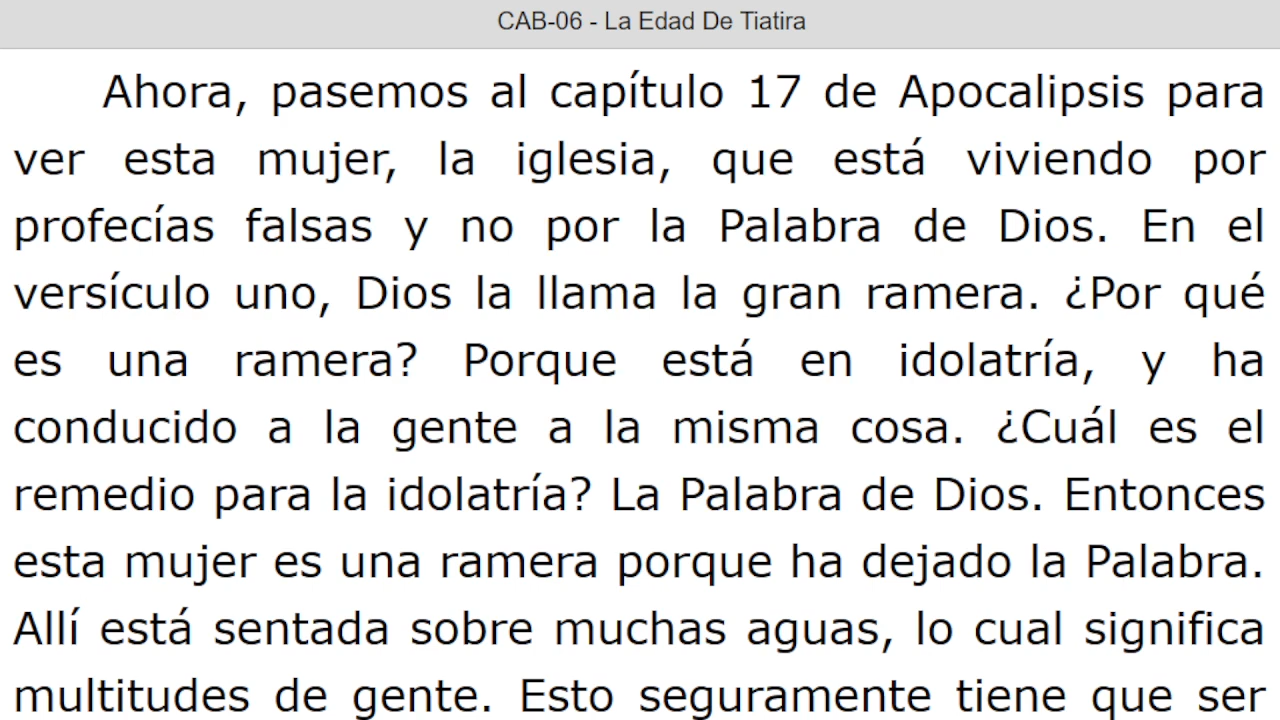 CAB-06 - La Edad De Tiatira
Ahora, pasemos al capítulo 17 de Apocalipsis para
ver esta mujer, la iglesia, que está viviendo por
profecías falsas y no por la Palabra de Dios. En el
versículo uno, Dios la llama la gran ramera. ¿Por qué
es una ramera? Porque está en idolatría, y ha
conducido a la gente a la misma cosa. ¿Cuál es el
remedio para la idolatría? La Palabra de Dios. Entonces
esta mujer es una ramera porque ha dejado la Palabra.
Allí está sentada sobre muchas aguas, lo cual significa
multitudes de gente. Esto seguramente tiene que ser